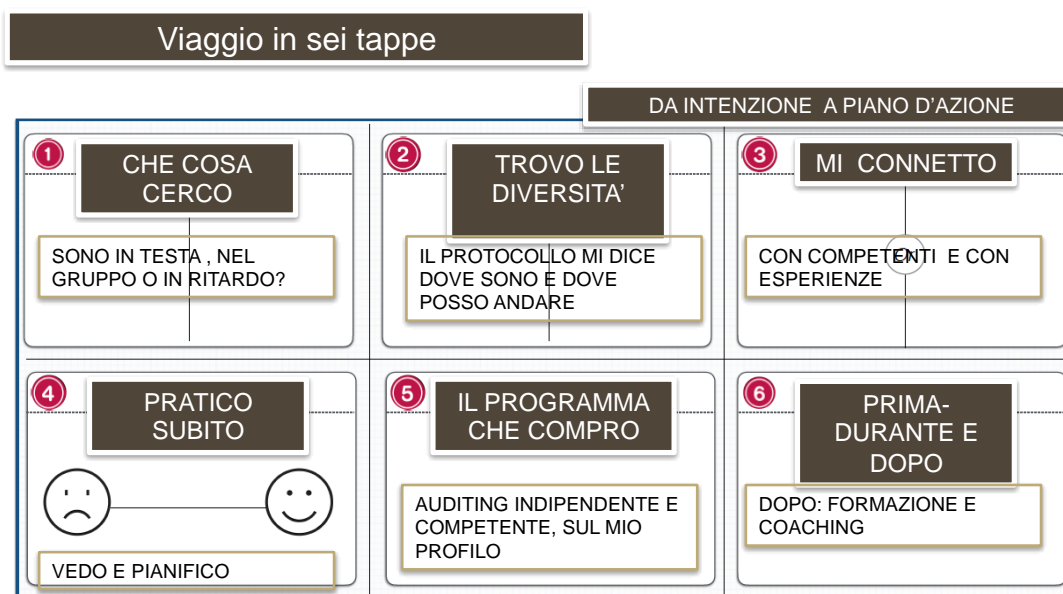 Viaggio in sei tappe
DA INTENZIONE A PIANO D'AZIONE
1
CHE COSA
CERCO
SONO IN TESTA , NEL
GRUPPO O IN RITARDO?
2
TROVO LE
DIVERSITA'
IL PROTOCOLLO MI DICE
DOVE SONO E DOVE
POSSO ANDARE
3
MI CONNETTO
CON COMPETENTI E CON
ESPERIENZE
4
PRATICO
SUBITO
VEDO E PIANIFICO
5
IL PROGRAMMA
CHE COMPRO
AUDITING INDIPENDENTE E
COMPETENTE, SUL MIO
PROFILO
6
PRIMA-
DURANTE E
DOPO
DOPO: FORMAZIONE E
COACHING